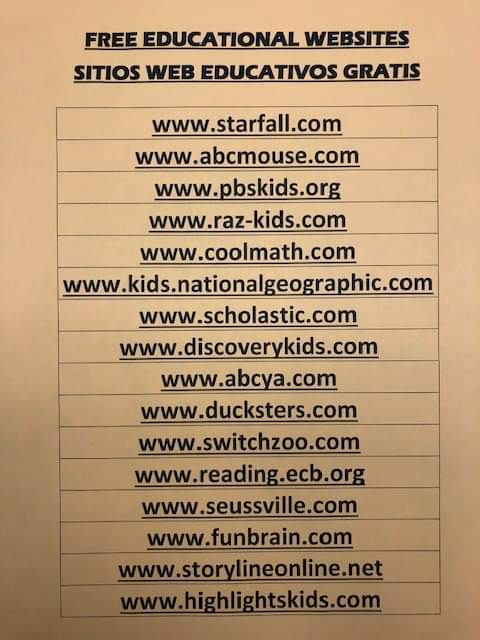 FREE EDUCATIONAL WEBSITES
SITIOS WEB EDUCATIVOS GRATIS
www.starfall.com
www.abcmouse.com
www.pbskids.org
www.raz-kids.com
www.coolmath.com
www.kids.nationalgeographic.com
www.scholastic.com
www.discoverykids.com
www.abcya.com
www.ducksters.com
www.switchzoo.com
www.reading.ecb.org
www.seussville.com
www.funbrain.com
www.storylineonline.net
www.highlightskids.com